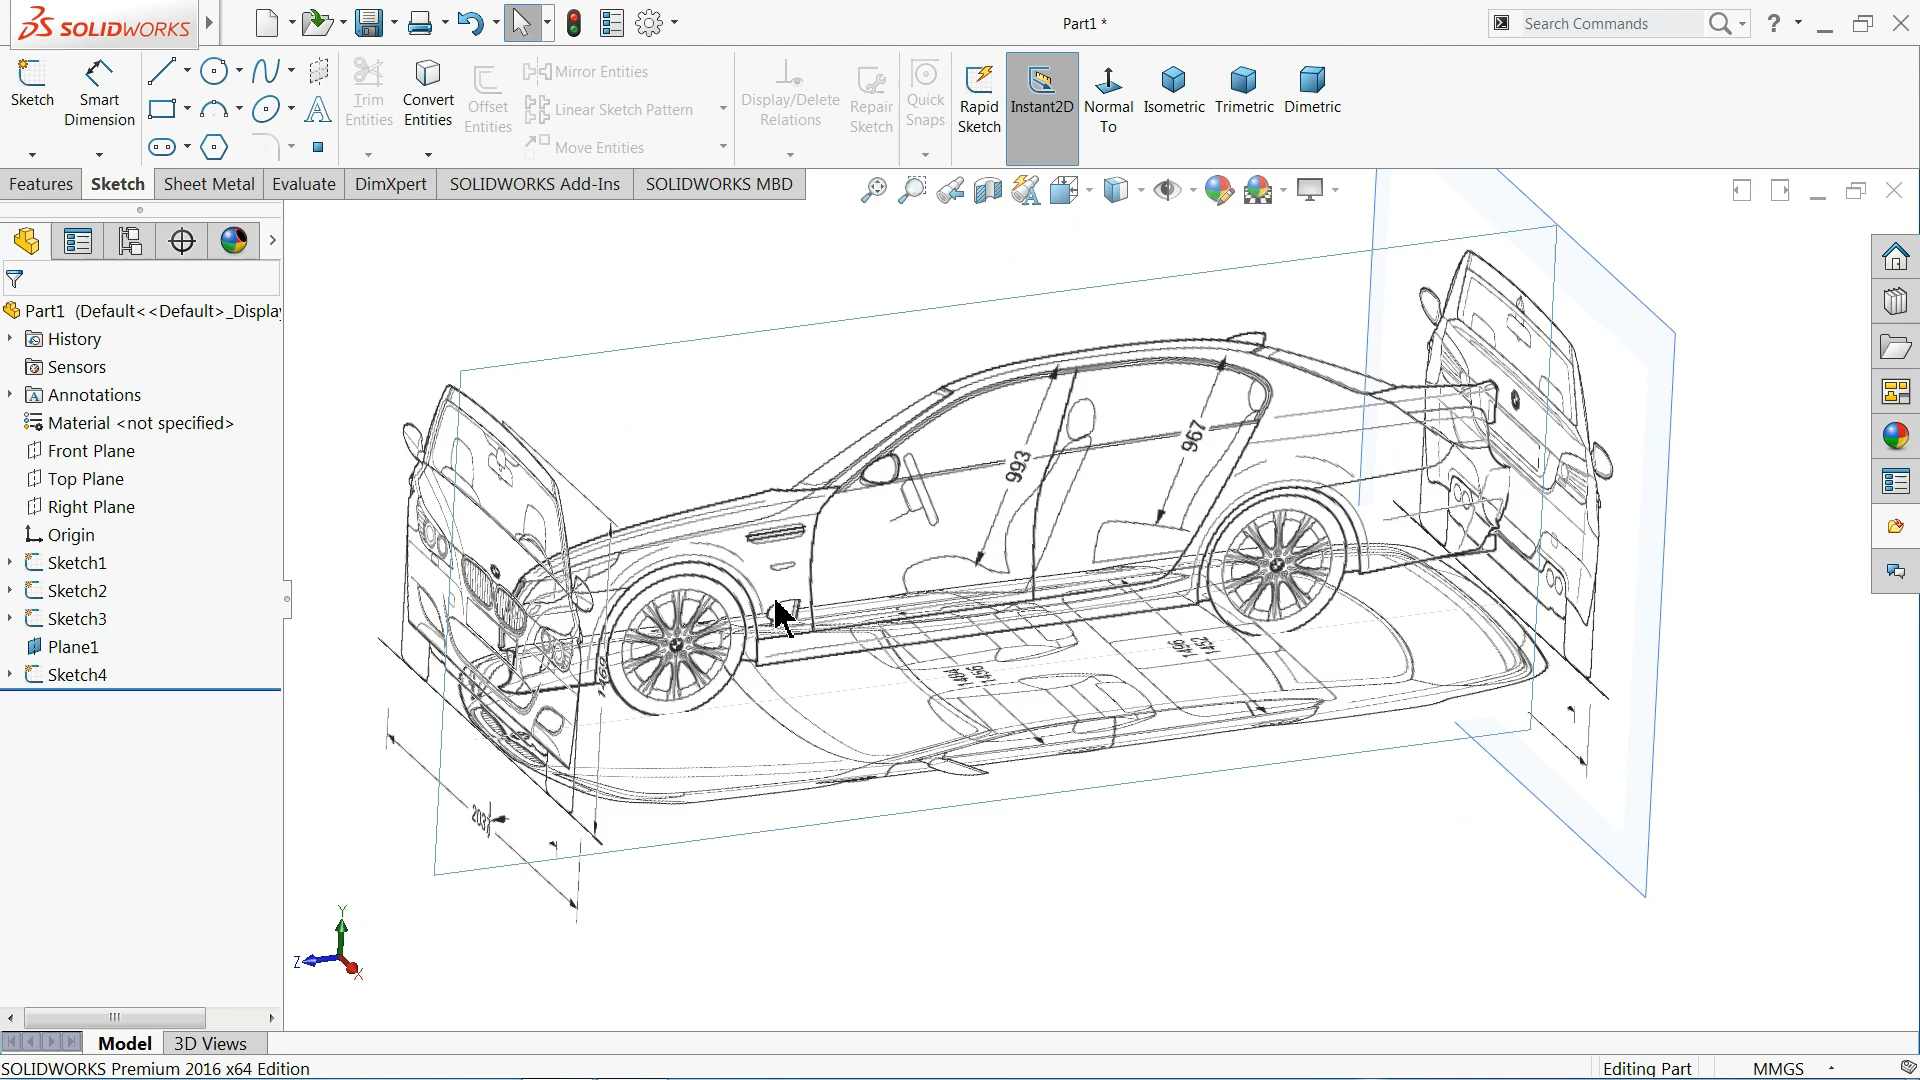 SOLIDWORKS
Part1 *
Search Commands
?
Sketch
Smart Dimension
Trim Entities
Convert Entities
Offset Entities
Mirror Entities
Linear Sketch Pattern
Move Entities
Display/Delete Relations
Repair Sketch
Quick Snaps
Rapid Sketch
Instant2D
Normal To
Isometric
Trimetric
Dimetric
Features
Sketch
Sheet Metal
Evaluate
DimXpert
SOLIDWORKS Add-Ins
SOLIDWORKS MBD
Part1 (Default<<Default>_Displa
History
Sensors
Annotations
Material <not specified>
Front Plane
Top Plane
Right Plane
Origin
Sketch1
Sketch2
Sketch3
Plane1
Sketch4
993
967
1452
1486
Y
Z
X
Model
3D Views
SOLIDWORKS Premium 2016 x64 Edition
Editing Part
MMGS